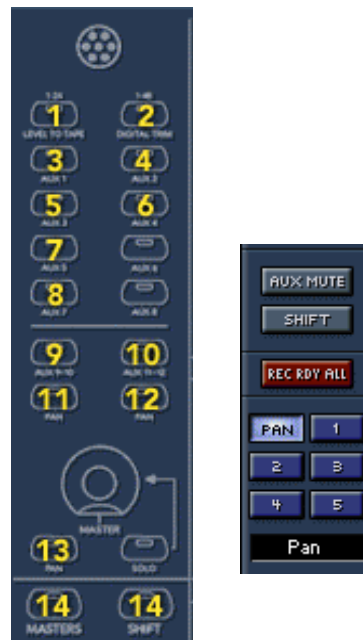 1-24
1
LEVEL TO TAPE
1-48
2
DIGITAL TRIM
3
AUX 1
4
AUX 2
5
AUX 3
6
AUX 4
7
AUX 5
AUX 6
8
AUX 7
AUX 8
9
AUX 9-10
10
AUX 11-12
11
PAN
12
PAN
MASTER
13
PAN
SOLO
14
MASTERS
14
SHIFT
AUX MUTE
SHIFT
REC RDY ALL
PAN
1
2
3
4
5
Pan